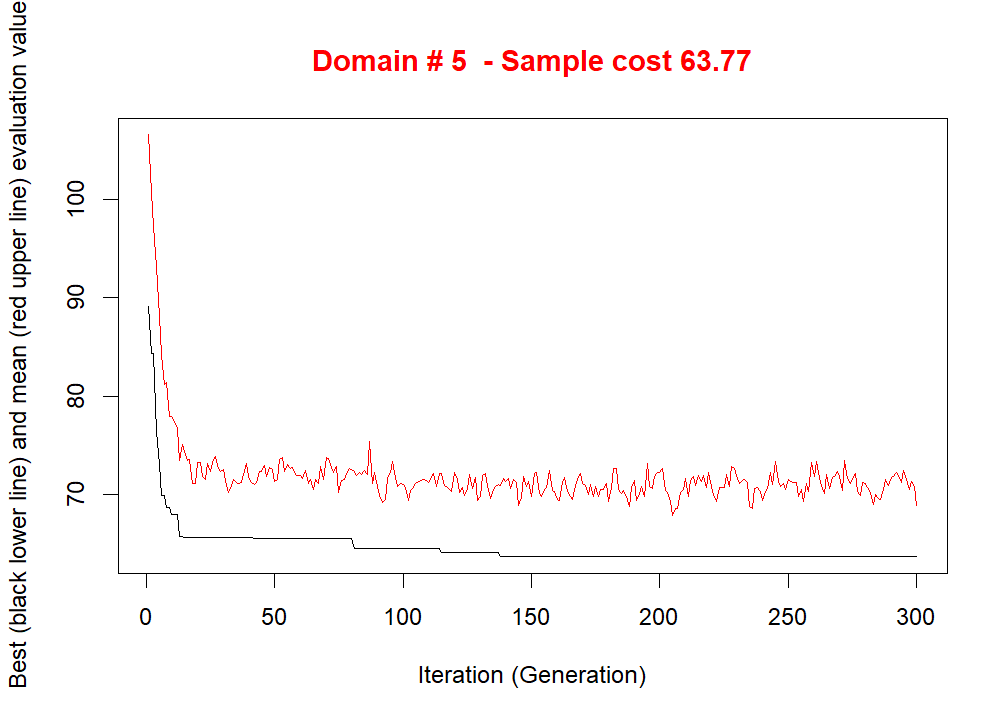 Domain # 5  - Sample cost 63.77
Best (black lower line) and mean (red upper line) evaluation value
100
90
80
70
0 50 100 150 200 250 300
Iteration (Generation)